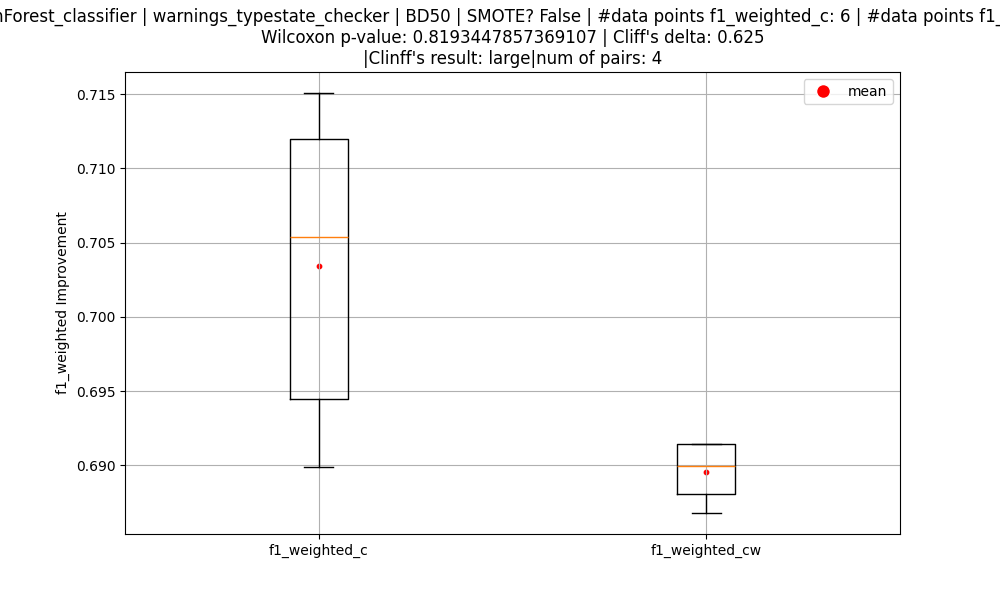 Forest_classifier | warnings_typestate_checker | BD50 | SMOTE? False | #data points f1_weighted_c: 6 | #data points f1_
Wilcoxon p-value: 0.8193447857369107 | Cliff's delta: 0.625
|Clinff's result: large|num of pairs: 4
mean
0.715
0.710
0.705
0.700
0.695
0.690
f1_weighted Improvement
f1_weighted_c
f1_weighted_cw